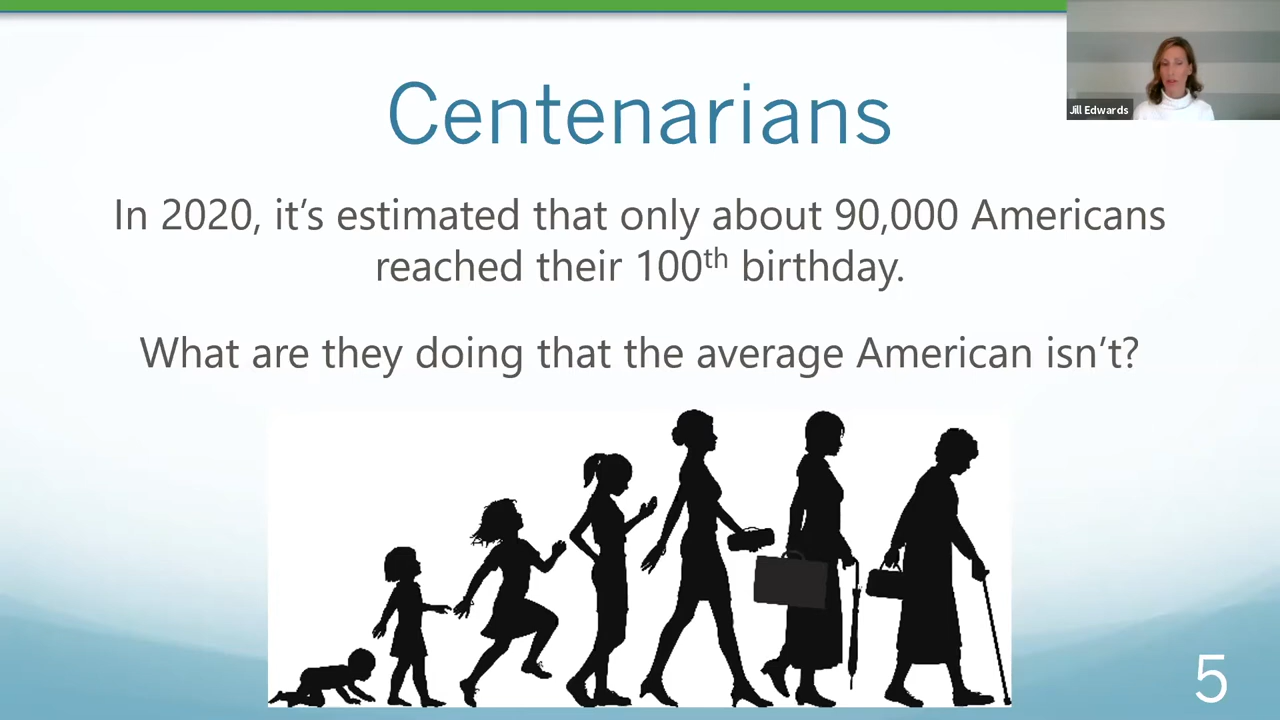 Jill Edwards
Centenarians
In 2020, it’s estimated that only about 90,000 Americans
reached their 100th birthday.
What are they doing that the average American isn’t?
5